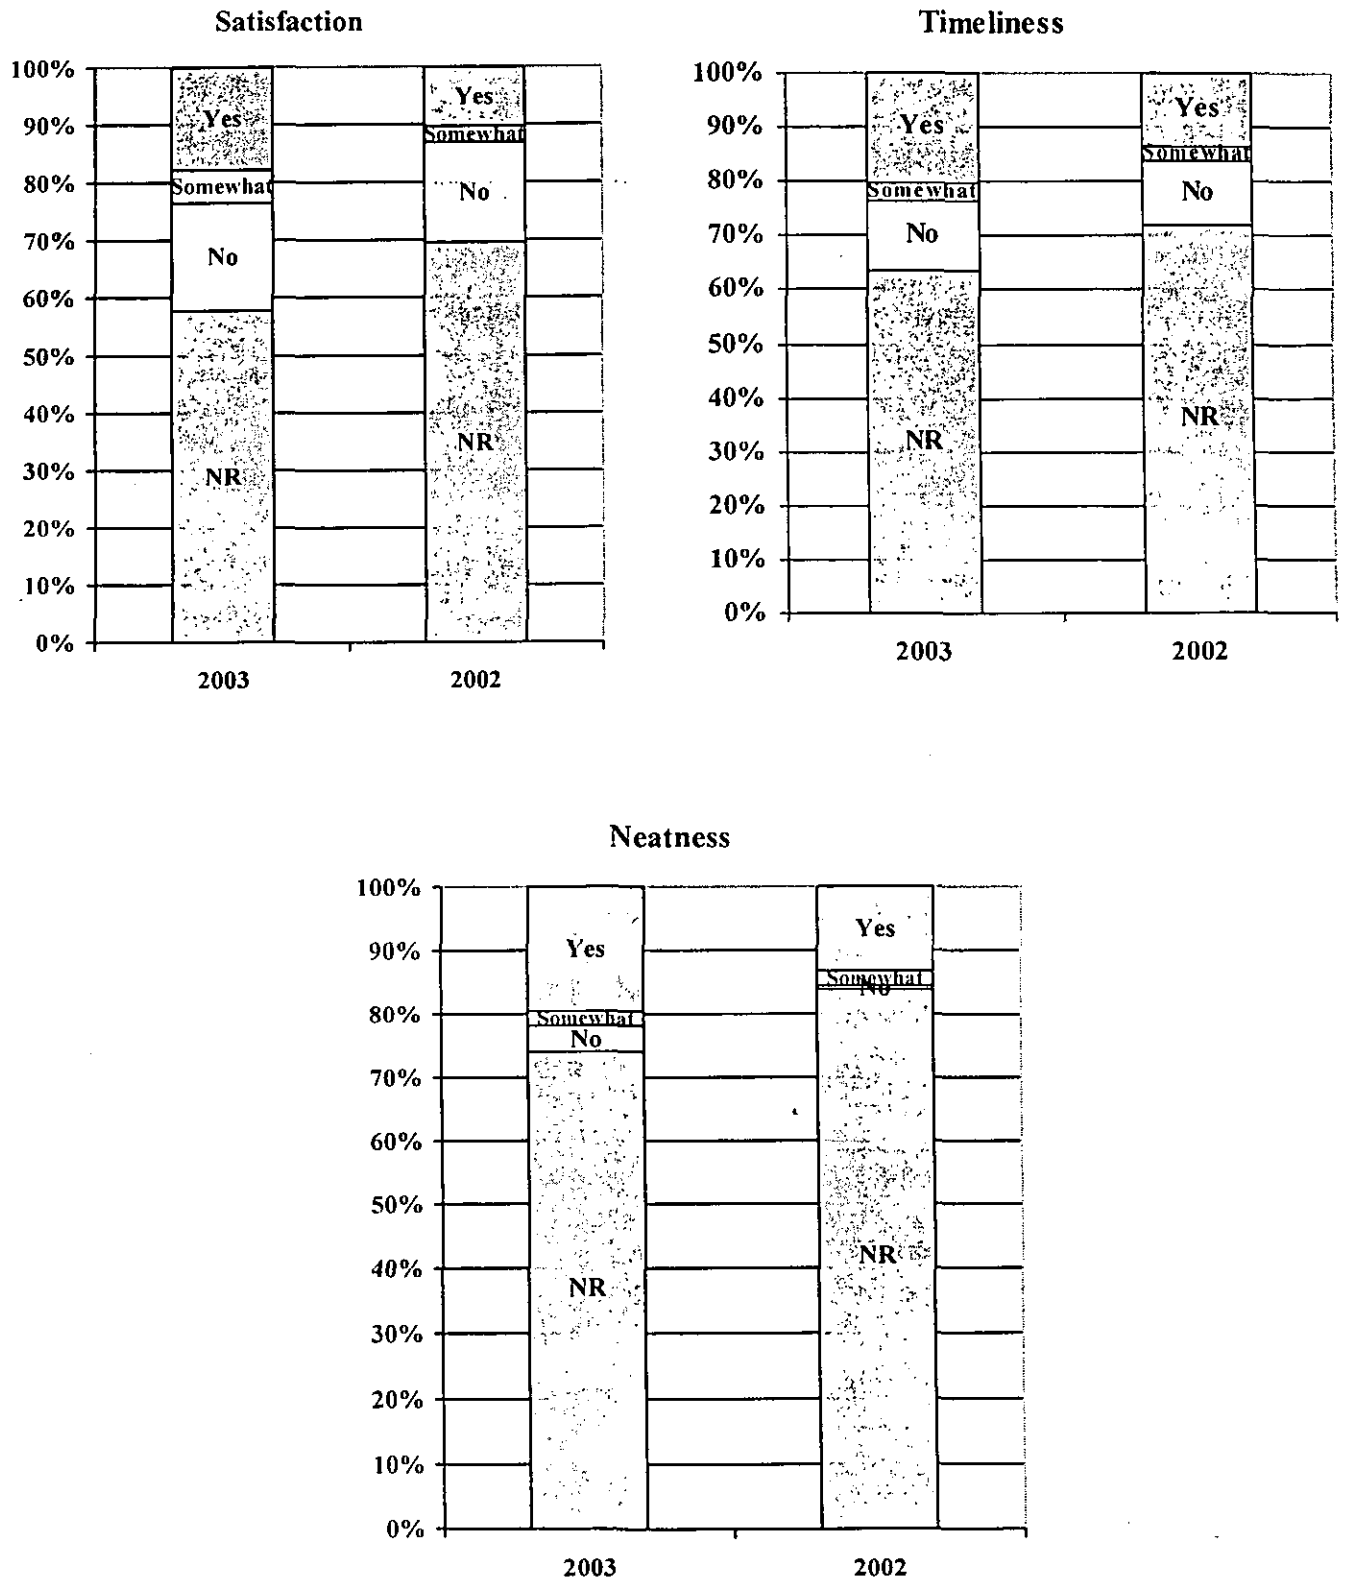 Satisfaction
100%
90%
80%
70%
60%
50%
40%
30%
20%
10%
0%
Yes
Somewhat
No
NR
Yes
Somewhat
No
NR
2003
2002
Timeliness
100%
90%
80%
70%
60%
50%
40%
30%
20%
10%
0%
Yes
Somewhat
No
NR
Yes
Somewhat
No
NR
2003
2002
Neatness
100%
90%
80%
70%
60%
50%
40%
30%
20%
10%
0%
Yes
Somewhat
No
NR
Yes
Somewhat
No
NR
2003
2002